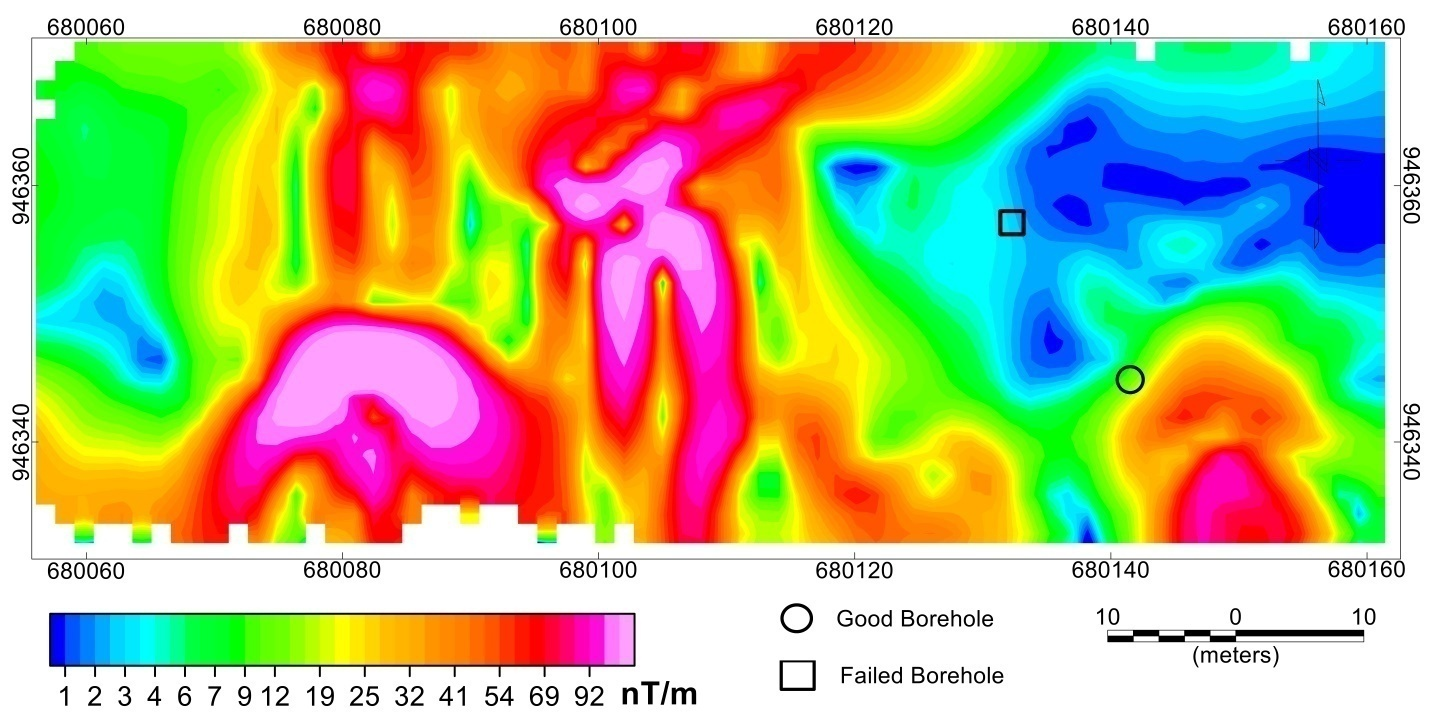 680060 680080 680100 680120 680140 680160
946360 946360
946340 946340
680060 680080 680100 680120 680140 680160
1 2 3 4 6 7 9 12 19 25 32 41 54 69 92 nT/m
Good Borehole
Failed Borehole
10 0 10
(meters)